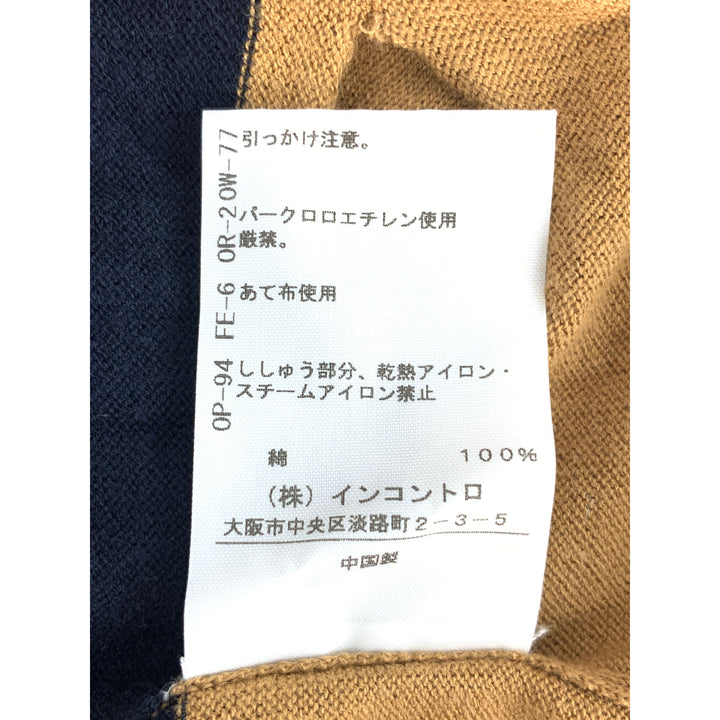 引っかけ注意。
パークロロエチレン使用
厳禁。
あて布使用
ししゅう部分、乾熱アイロン・
スチームアイロン禁止
綿 100%
(株) インコントロ
大阪市中央区淡路町2-3-5
中国製
OP-94 FE-6 OR-20W-77